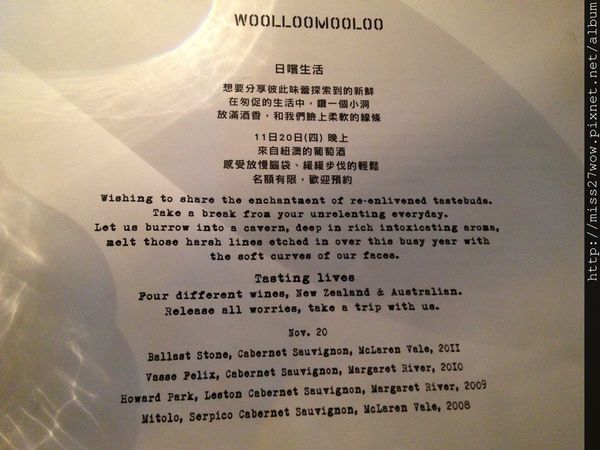 WOOLLOOMOOLOO
日嚐生活
想要分享彼此味蕾探索到的新鮮
在匆促的生活中，鑽一個小洞
放滿酒香，和我們臉上柔軟的線條
11日20日(四) 晚上
來自紐澳的葡萄酒
感受放慢腦袋、緩緩步伐的輕鬆
名額有限，歡迎預約
Wishing to share the enchantment of re-enlivened tastebuds.
Take a break from your unrelenting everyday.
Let us burrow into a cavern, deep in rich intoxicating aroma,
melt those harsh lines etched in over this busy year with
the soft curves of our faces.
Tasting lives
Four different wines, New Zealand & Australian.
Release all worries, take a trip with us.
Nov. 20
Ballast Stone, Cabernet Sauvignon, McLaren Vale, 2011
Vasse Felix, Cabernet Sauvignon, Margaret River, 2010
Howard Park, Leston Cabernet Sauvignon, Margaret River, 2009
Mitolo, Serpico Cabernet Sauvignon, McLaren Vale, 2008
http://miss27wow.pixnet.net/album